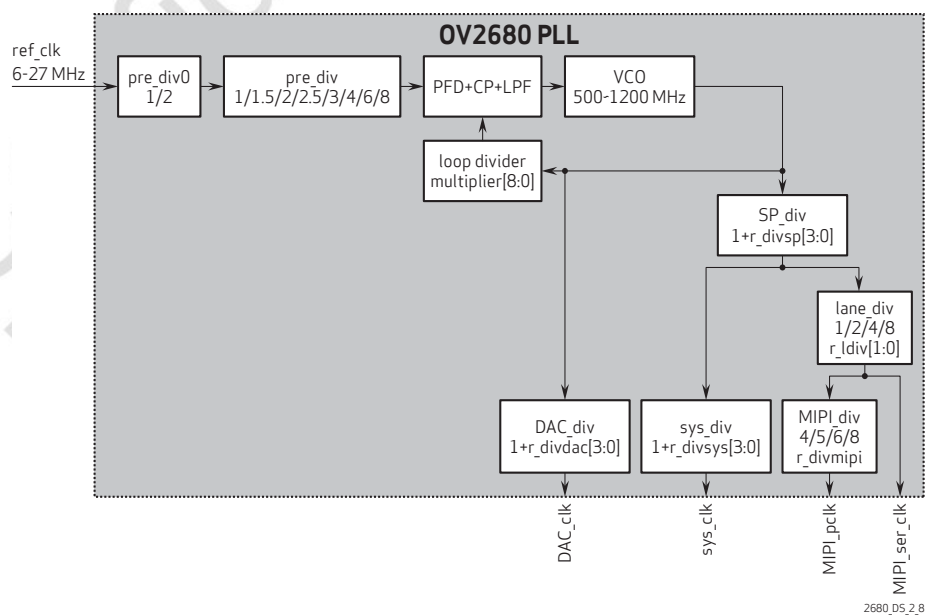 OV2680 PLL
ref_clk
6-27 MHz
pre_div0
1/2
pre_div
1/1.5/2/2.5/3/4/6/8
PFD+CP+LPF
VCO
500-1200 MHz
loop divider
multiplier[8:0]
SP_div
1+r_divsp[3:0]
lane_div
1/2/4/8
r_ldiv[1:0]
DAC_div
1+r_divdac[3:0]
sys_div
1+r_divsys[3:0]
MIPI_div
4/5/6/8
r_divmipi
DAC_clk
sys_clk
MIPI_pclk
MIPI_ser_clk
2680_DS_2_8